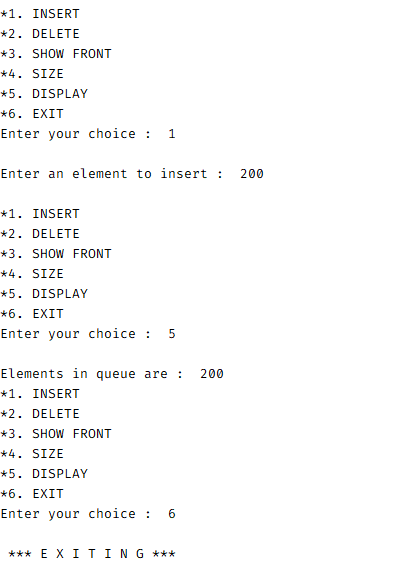 *1. INSERT
*2. DELETE
*3. SHOW FRONT
*4. SIZE
*5. DISPLAY
*6. EXIT
Enter your choice :  1
Enter an element to insert :  200
*1. INSERT
*2. DELETE
*3. SHOW FRONT
*4. SIZE
*5. DISPLAY
*6. EXIT
Enter your choice :  5
Elements in queue are :  200
*1. INSERT
*2. DELETE
*3. SHOW FRONT
*4. SIZE
*5. DISPLAY
*6. EXIT
Enter your choice :  6
*** E X I T I N G ***